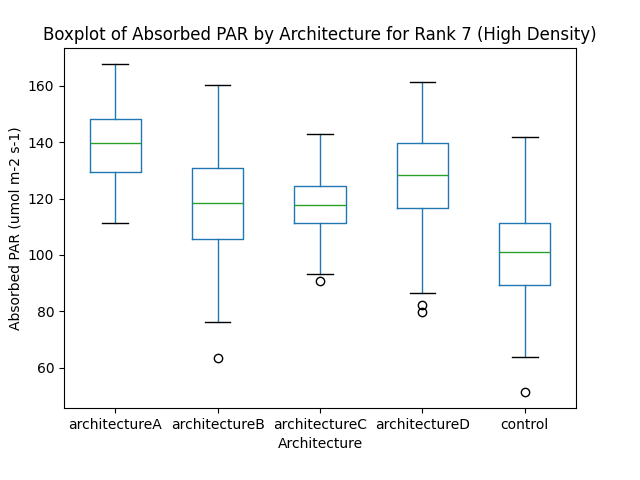 Boxplot of Absorbed PAR by Architecture for Rank 7 (High Density)
Absorbed PAR (umol m-2 s-1)
160
140
120
100
80
60
architectureA architectureB architectureC architectureD control
Architecture